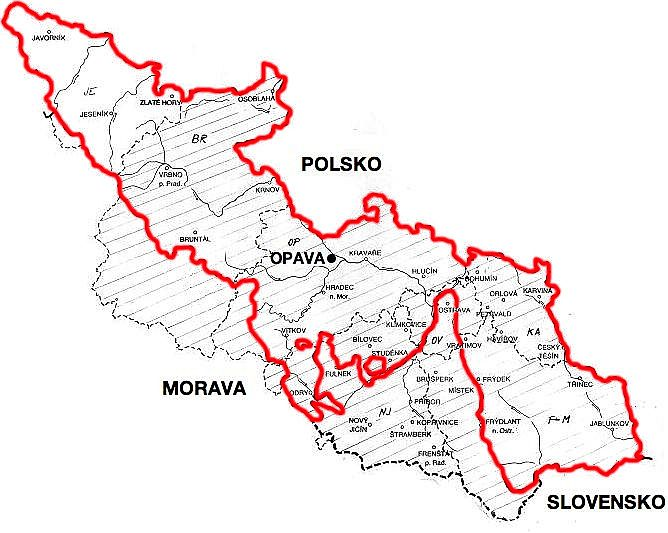 JAVORNÍK
JE
JESENÍK
ZLATÉ HORY
OSOBLAHA
BR
VRBNO
p. Prad.
KRNOV
POLSKO
BRUNTÁL
OP
OPAVA
KRAVAŘE
HLUČÍN
HRADEC
n. Mor.
BOHUMÍN
ORLOVÁ
KARVINÁ
OSTRAVA
PETŘVALD
KLIMKOVICE
KA
VÍTKOV
BÍLOVEC
OV
VRATIMOV
HAVÍŘOV
ČESKÝ
TĚŠÍN
STUDÉNKA
FULNEK
MORAVA
ODRY
BRUŠPERK
FRÝDEK
MÍSTEK
TŘINEC
NJ
PŘÍBOR
NOVÝ
JIČÍN
KOPŘIVNICE
ŠTRAMBERK
FRÝDLANT
n. Ostr.
F-M
JABLUNKOV
FRENŠTÁ
p. Rad.
SLOVENSKO